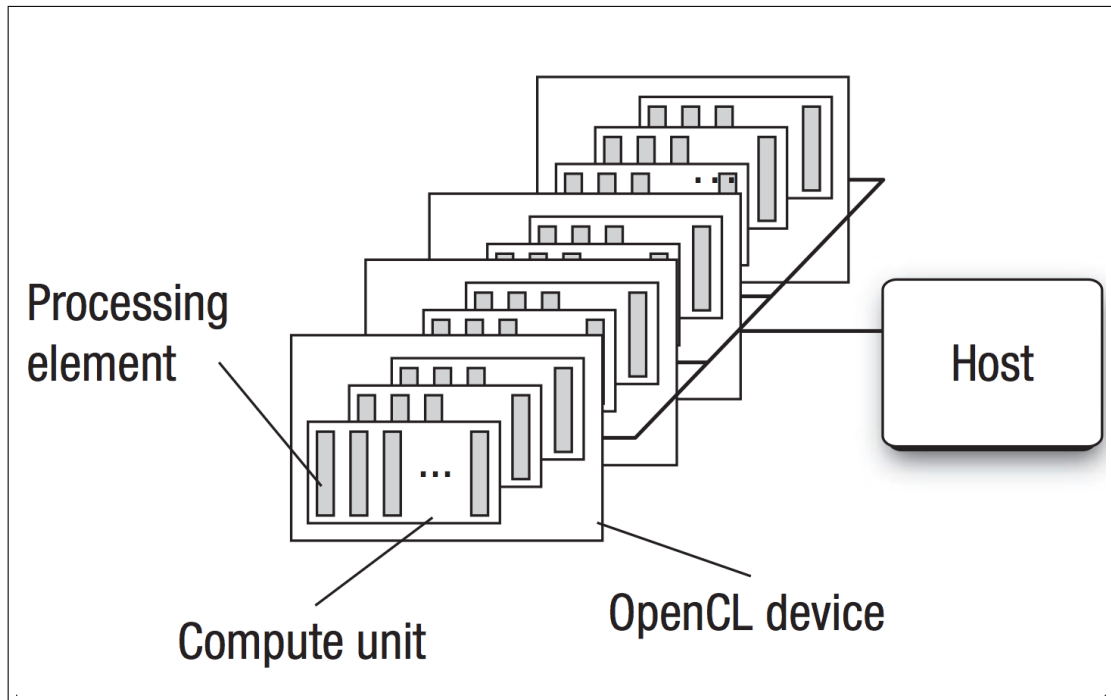 ...
Processing
element
Host
...
OpenCL device
Compute unit